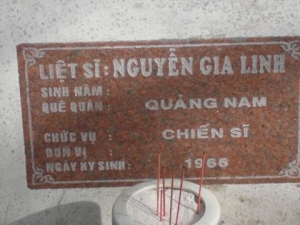 LIỆT SĨ : NGUYỄN GIA LINH
SINH NĂM :
QUÊ QUÁN : QUẢNG NAM
CHỨC VỤ : CHIẾN SĨ
ĐƠN VỊ :
NGÀY HY SINH : 1966